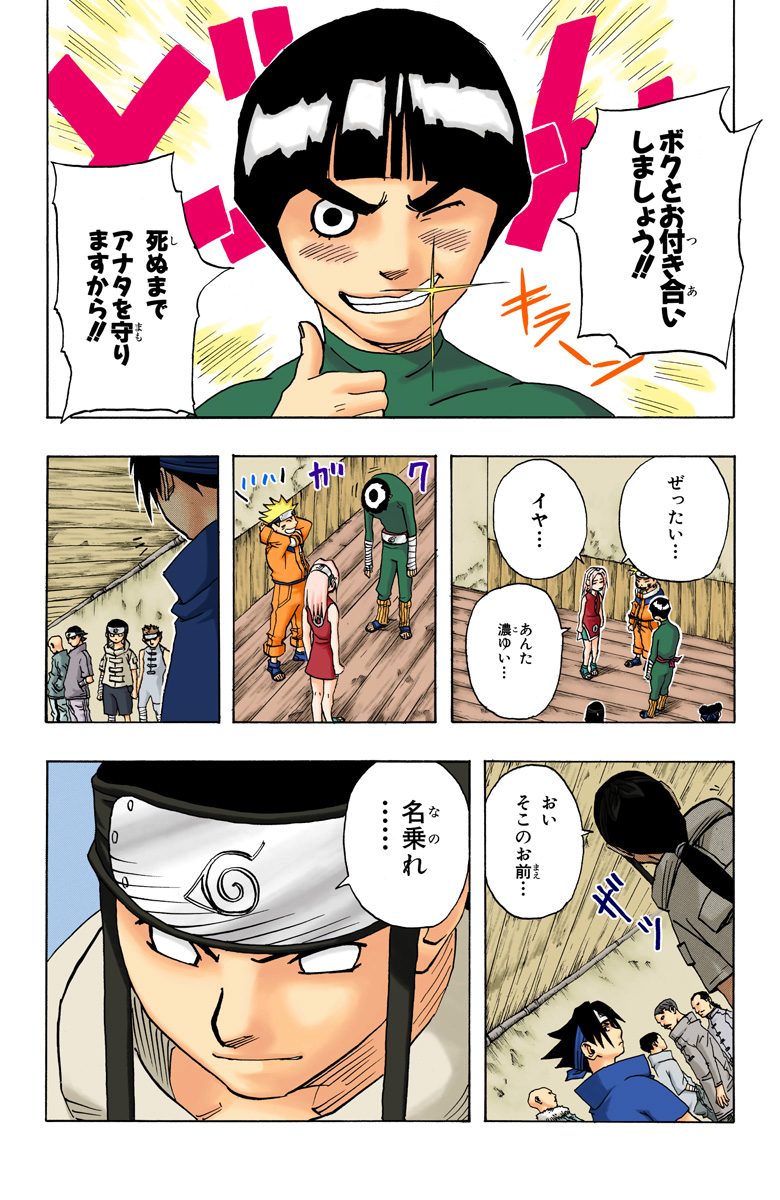 ボクとお付き合い
しましょう!!
死ぬまで
アナタを守り
ますから!!
キラーン
ぜったい…
イヤ…
あんた
濃ゆい…
ガク
ハハハ
おい
そこのお前…
ザッ
名乗れ
……